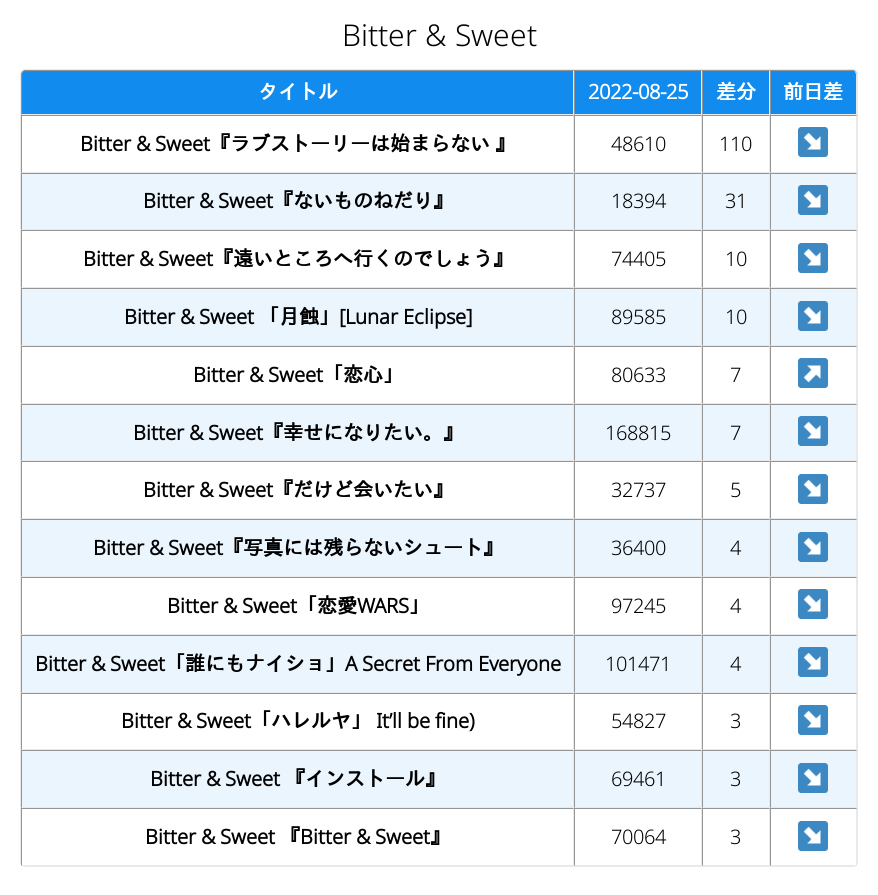 Bitter & Sweet
タイトル 2022-08-25 差分 前日差
Bitter & Sweet『ラブストーリーは始まらない 』 48610 110 ↘
Bitter & Sweet『ないものねだり』 18394 31 ↘
Bitter & Sweet『遠いところへ行くのでしょう』 74405 10 ↘
Bitter & Sweet 「月蝕」[Lunar Eclipse] 89585 10 ↘
Bitter & Sweet「恋心」 80633 7 ↗
Bitter & Sweet『幸せになりたい。』 168815 7 ↘
Bitter & Sweet『だけど会いたい』 32737 5 ↘
Bitter & Sweet『写真には残らないシュート』 36400 4 ↘
Bitter & Sweet「恋愛WARS」 97245 4 ↘
Bitter & Sweet「誰にもナイショ」A Secret From Everyone 101471 4 ↘
Bitter & Sweet「ハレルヤ」 It’ll be fine) 54827 3 ↘
Bitter & Sweet 『インストール』 69461 3 ↘
Bitter & Sweet 『Bitter & Sweet』 70064 3 ↘